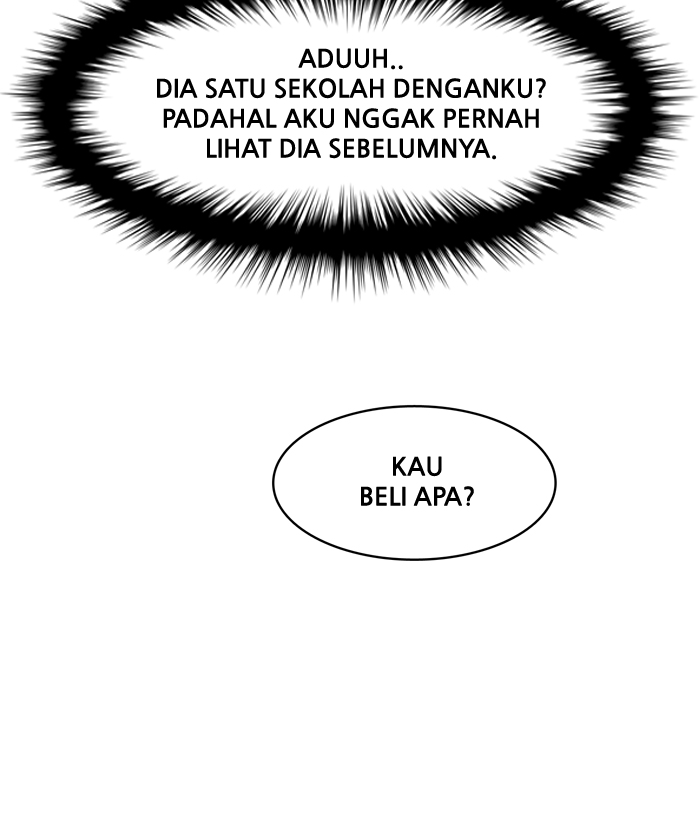 ADUUH..
DIA SATU SEKOLAH DENGANKU?
PADAHAL AKU NGGAK PERNAH
LIHAT DIA SEBELUMNYA.
KAU
BELI APA?